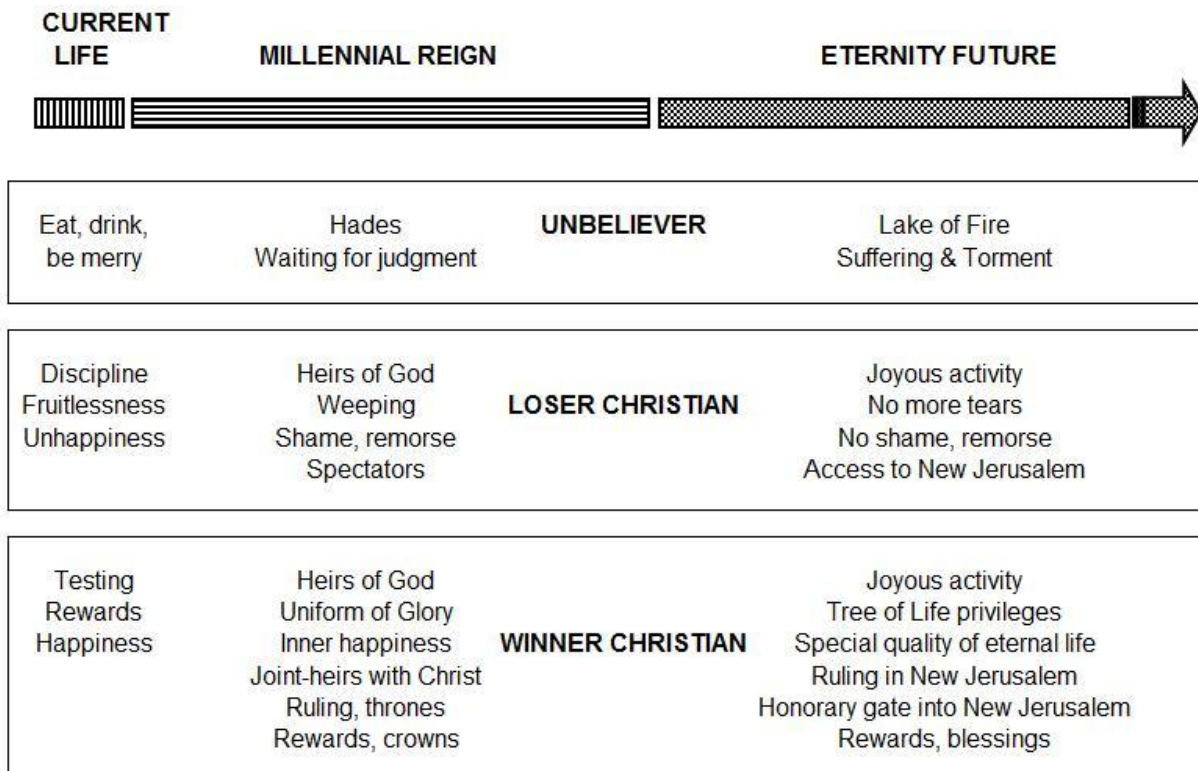 CURRENT
LIFE MILLENNIAL REIGN ETERNITY FUTURE
Eat, drink, Hades UNBELIEVER Lake of Fire
be merry Waiting for judgment Suffering & Torment
Discipline Heirs of God Joyous activity
Fruitlessness Weeping LOSER CHRISTIAN No more tears
Unhappiness Shame, remorse No shame, remorse
Spectators Access to New Jerusalem
Testing Heirs of God Joyous activity
Rewards Uniform of Glory Tree of Life privileges
Happiness Inner happiness WINNER CHRISTIAN Special quality of eternal life
Joint-heirs with Christ Ruling in New Jerusalem
Ruling, thrones Honorary gate into New Jerusalem
Rewards, crowns Rewards, blessings